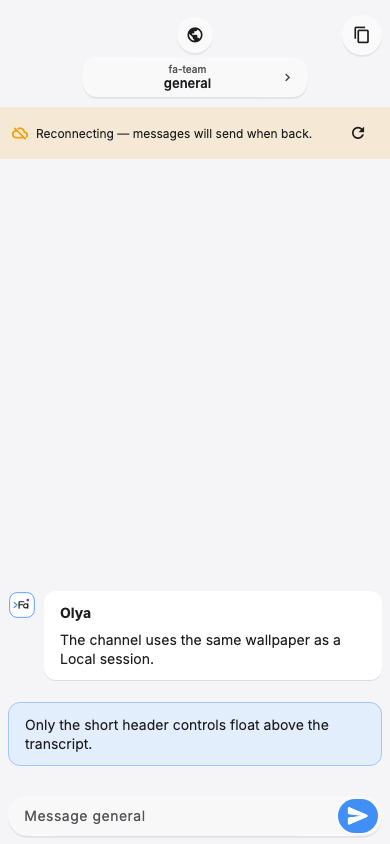 fa-team
general
Reconnecting — messages will send when back.
>Fa
Olya
The channel uses the same wallpaper as a
Local session.
Only the short header controls float above the
transcript.
Message general